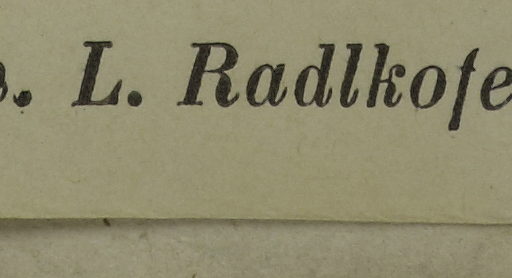 . L. Radlkofe